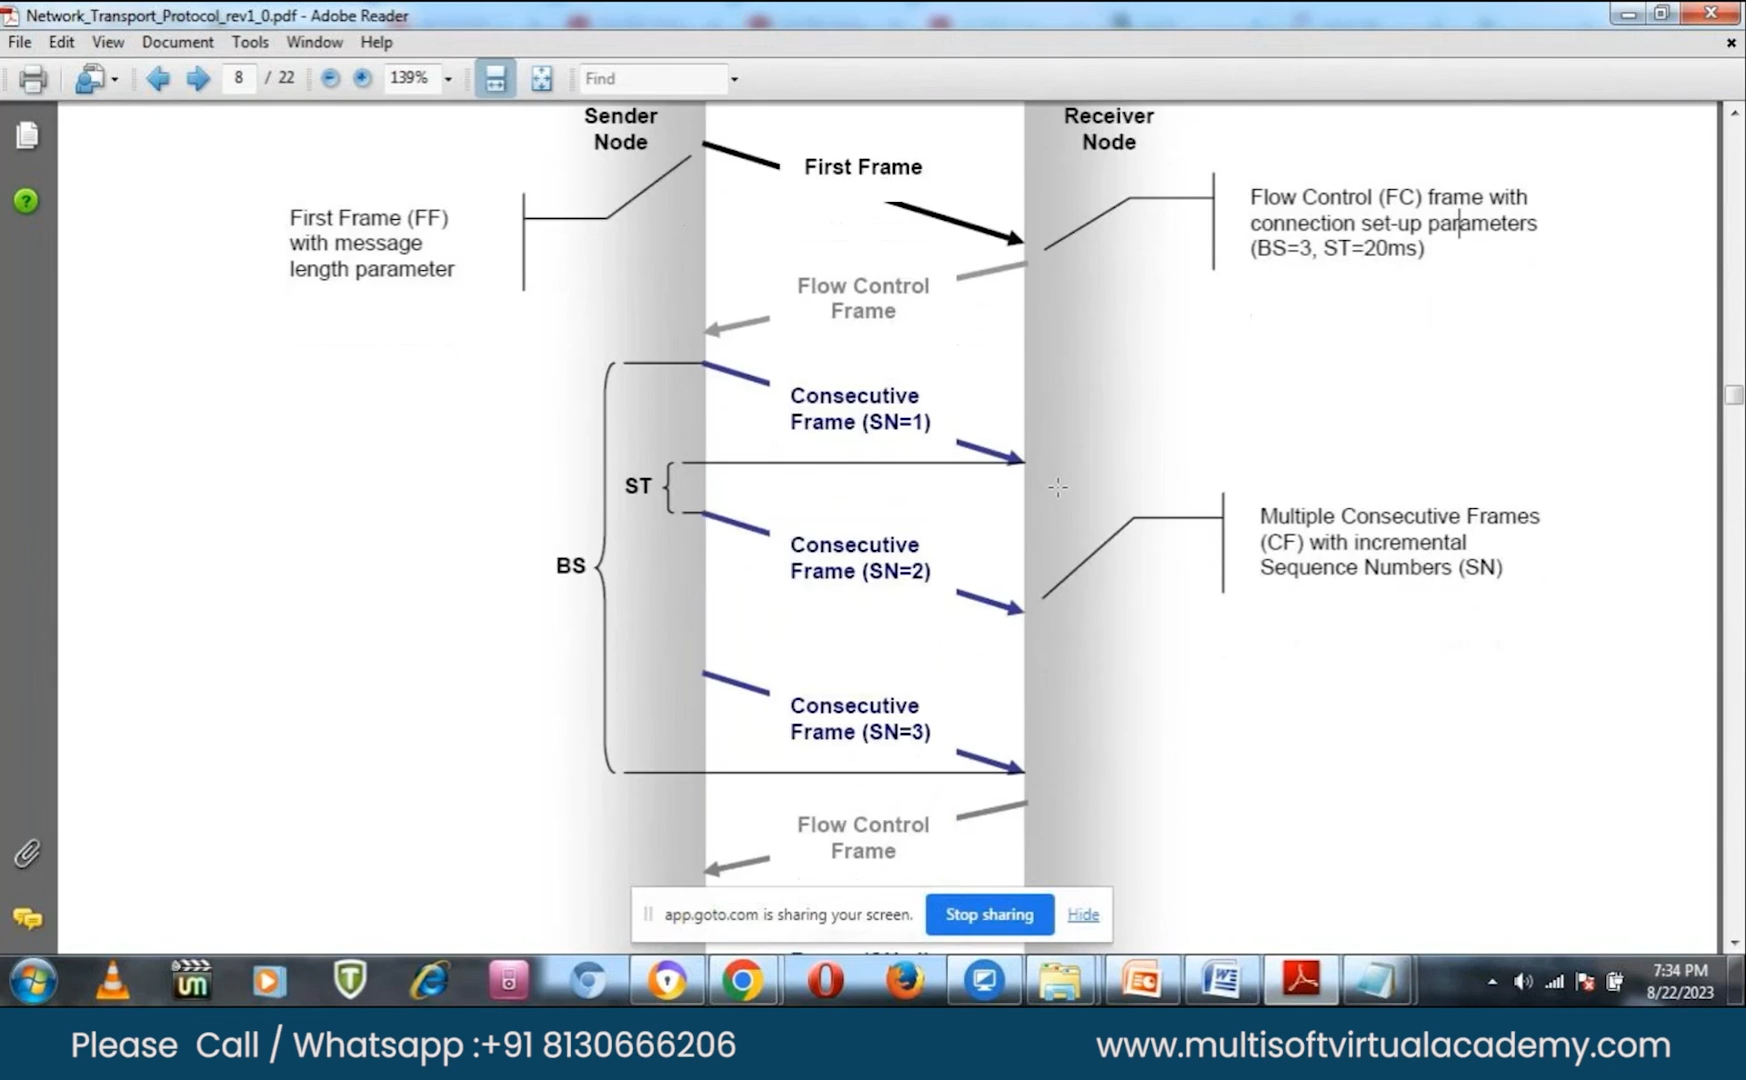 Network_Transport_Protocol_rev1_0.pdf - Adobe Reader
File Edit View Document Tools Window Help
8 / 22 139% Find
Sender
Node
Receiver
Node
First Frame
First Frame (FF)
with message
length parameter
Flow Control (FC) frame with
connection set-up parameters
(BS=3, ST=20ms)
Flow Control
Frame
Consecutive
Frame (SN=1)
ST
Consecutive
Frame (SN=2)
BS
Multiple Consecutive Frames
(CF) with incremental
Sequence Numbers (SN)
Consecutive
Frame (SN=3)
Flow Control
Frame
app.goto.com is sharing your screen. Stop sharing Hide
um
7:34 PM
8/22/2023
Please Call / Whatsapp :+91 8130666206
www.multisoftvirtualacademy.com